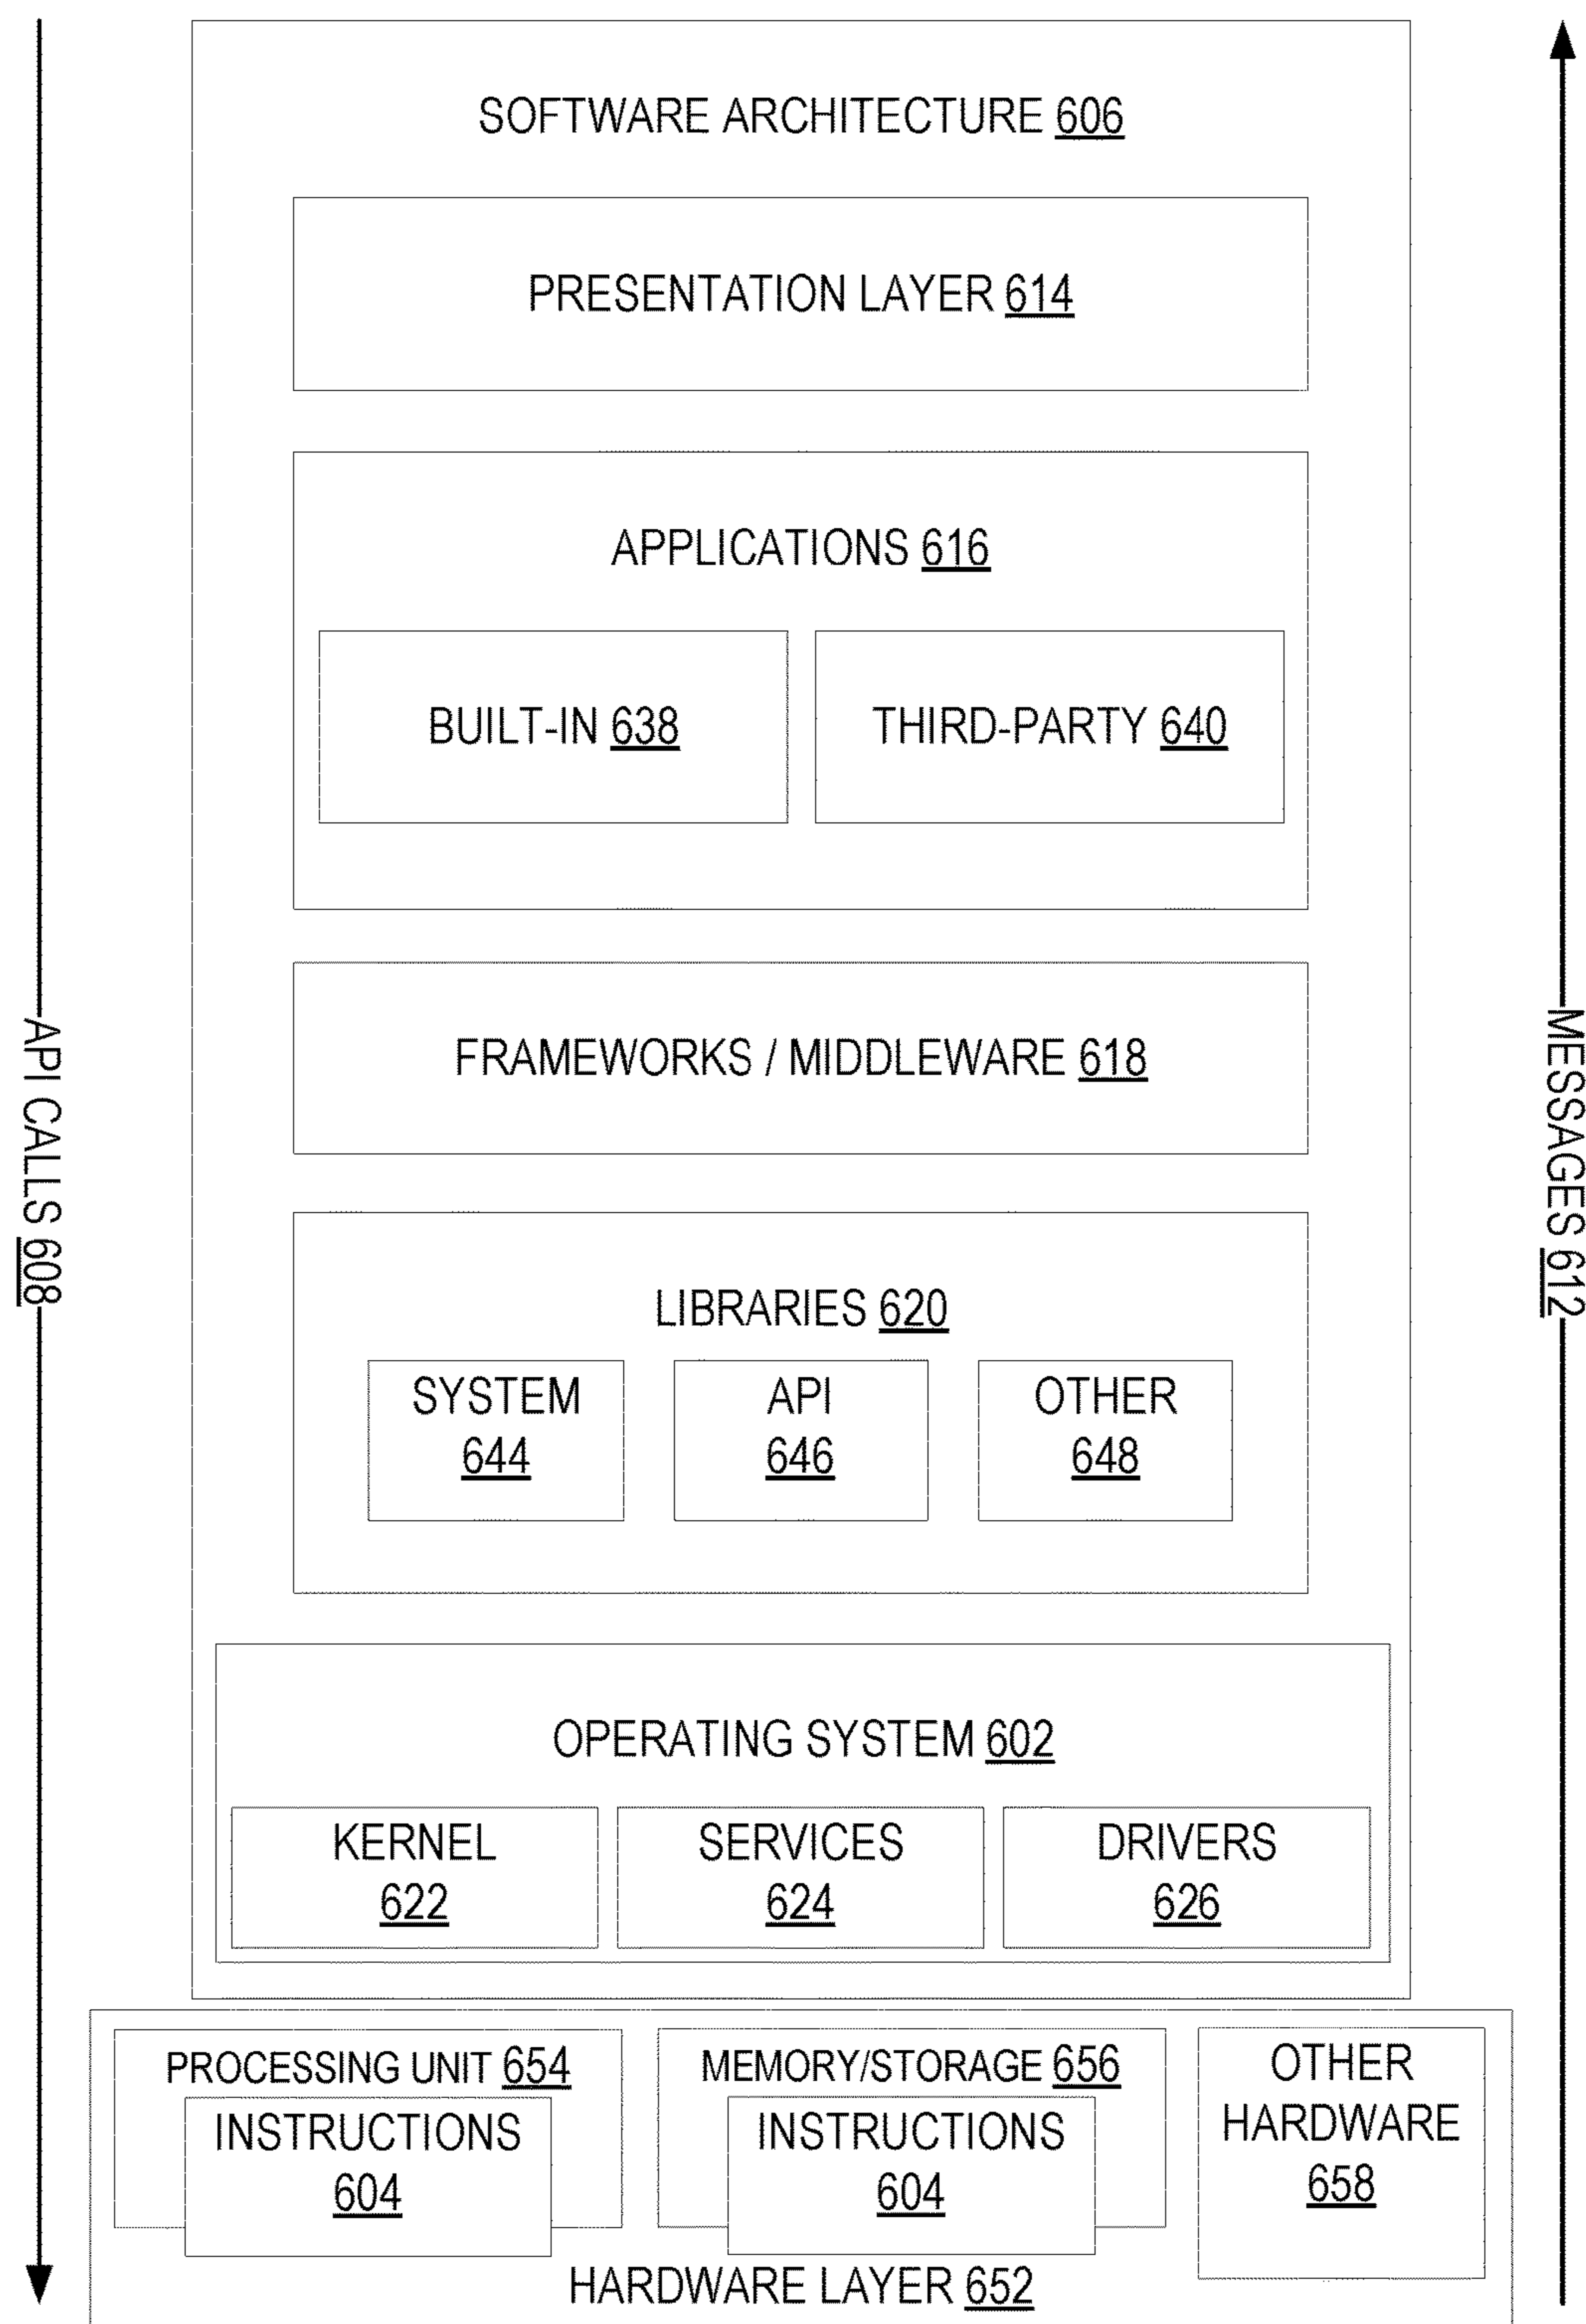 SOFTWARE ARCHITECTURE 606
PRESENTATION LAYER 614
APPLICATIONS 616
BUILT-IN 638
THIRD-PARTY 640
FRAMEWORKS / MIDDLEWARE 618
API CALLS 608
MESSAGES 612
LIBRARIES 620
SYSTEM
644
API
646
OTHER
648
OPERATING SYSTEM 602
KERNEL
622
SERVICES
624
DRIVERS
626
PROCESSING UNIT 654
INSTRUCTIONS
604
MEMORY/STORAGE 656
INSTRUCTIONS
604
OTHER
HARDWARE
658
HARDWARE LAYER 652